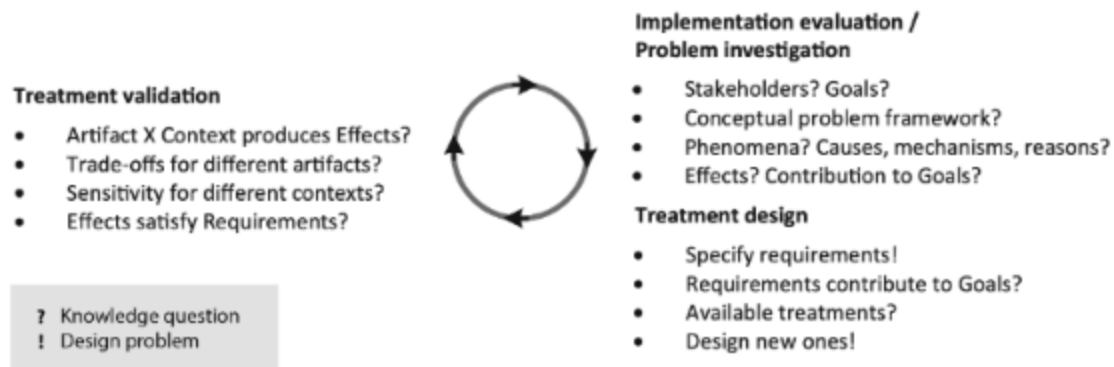 Treatment validation
• Artifact X Context produces Effects?
• Trade-offs for different artifacts?
• Sensitivity for different contexts?
• Effects satisfy Requirements?
? Knowledge question
! Design problem
Implementation evaluation /
Problem investigation
• Stakeholders? Goals?
• Conceptual problem framework?
• Phenomena? Causes, mechanisms, reasons?
• Effects? Contribution to Goals?
Treatment design
• Specify requirements!
• Requirements contribute to Goals?
• Available treatments?
• Design new ones!